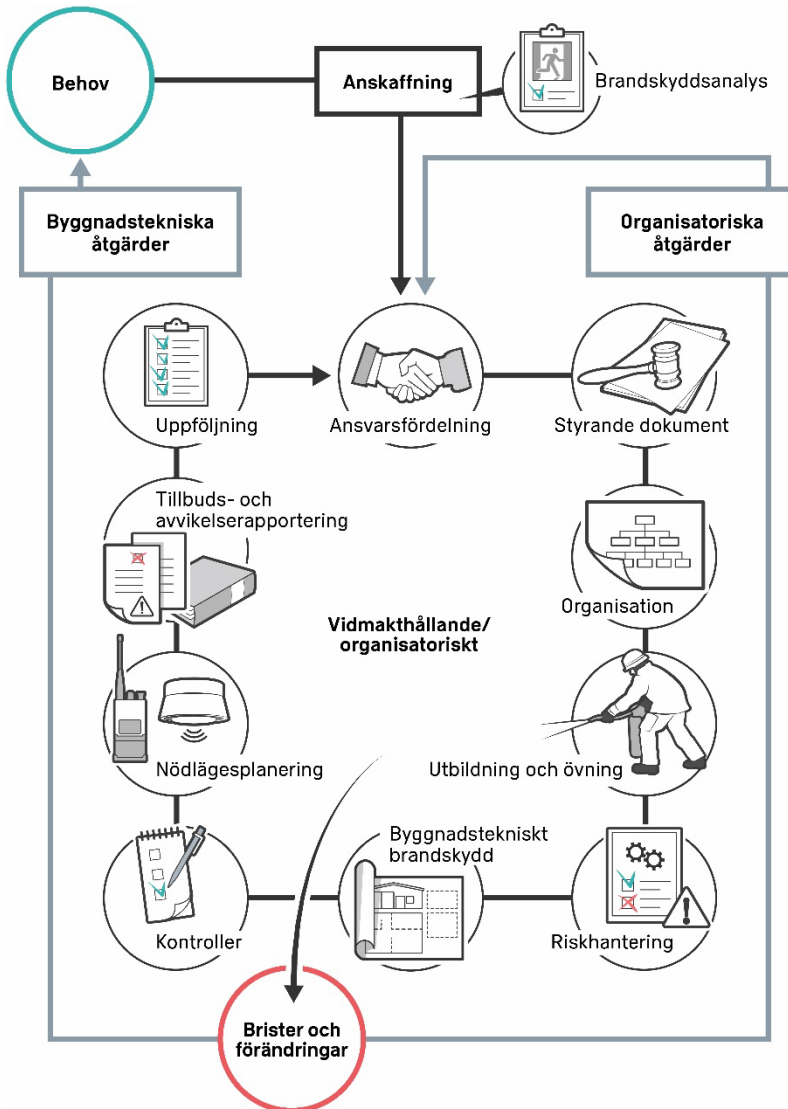 Behov
Anskaffning
Brandskyddsanalys
Byggnadstekniska
åtgärder
Organisatoriska
åtgärder
Uppföljning
Ansvarsfördelning
Styrande dokument
Tillbuds- och
avvikelserapportering
Organisation
Vidmakthållande/
organisatoriskt
Nödlägesplanering
Utbildning och övning
Byggnadstekniskt
brandskydd
Kontroller
Riskhantering
Brister och
förändringar